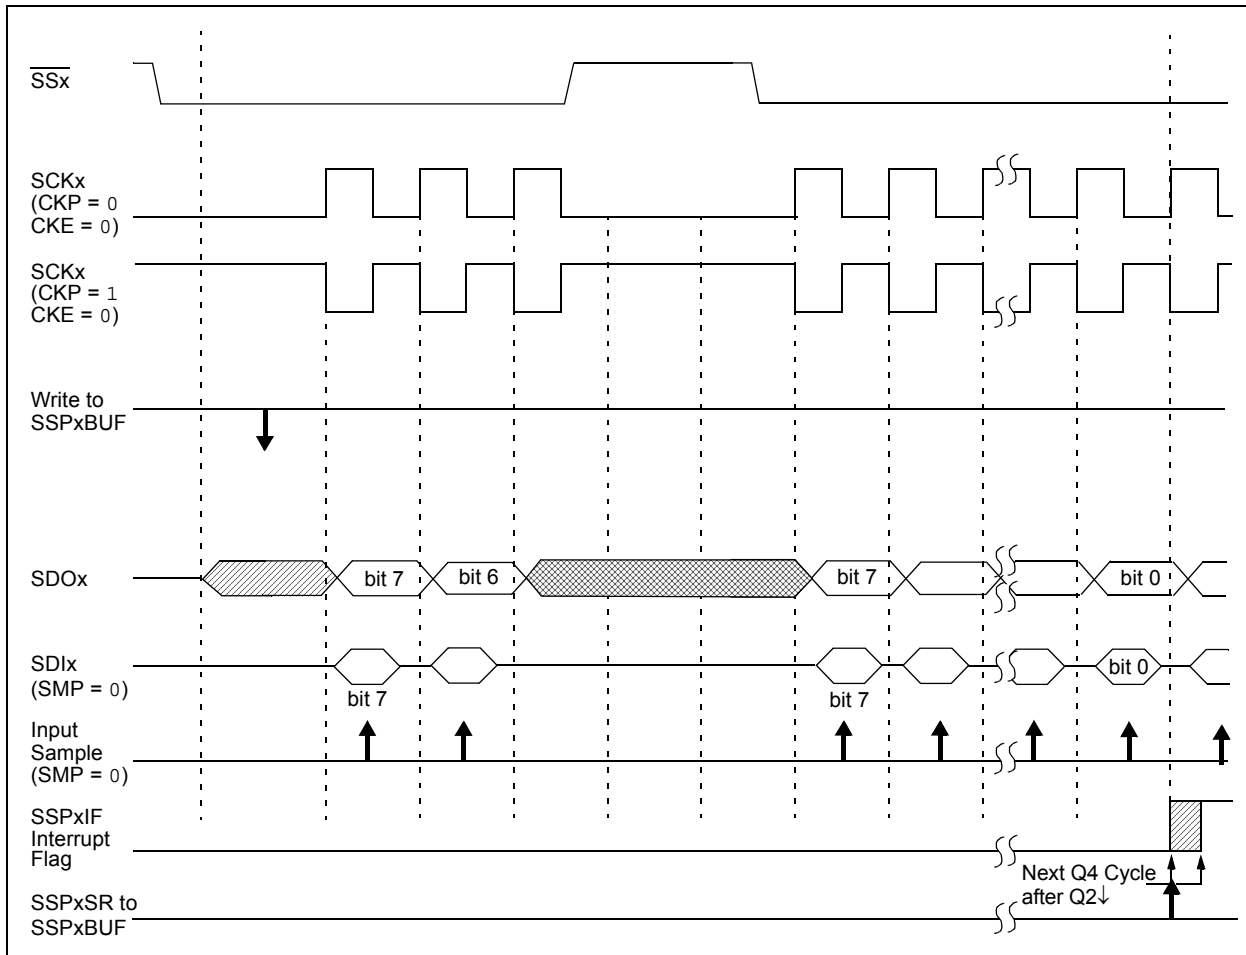 SSx
SCKx
(CKP = 0
CKE = 0)
SCKx
(CKP = 1
CKE = 0)
Write to
SSPxBUF
SDOx
bit 7
bit 6
bit 7
bit 0
SDIx
(SMP = 0)
bit 7
bit 7
bit 0
Input
Sample
(SMP = 0)
SSPxIF
Interrupt
Flag
Next Q4 Cycle
after Q2↓
SSPxSR to
SSPxBUF